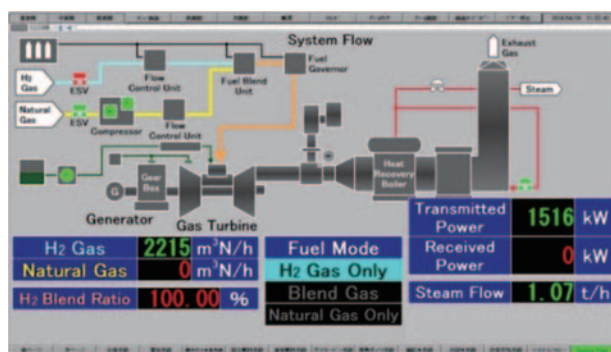 System Flow
Exhaust
Gas
H2
Gas
ESV
Flow
Control Unit
Fuel Blend
Unit
Fuel
Governor
Steam
Natural
Gas
ESV
Compressor
Flow
Control Unit
Heat
Recovery
Boiler
G
Gear
Box
Generator
Gas Turbine
Transmitted
Power
1516 kW
Received
Power
0 kW
Steam Flow 1.07 t/h
H2 Gas 2215 m³N/h
Natural Gas 0 m³N/h
H2 Blend Ratio 100.00 %
Fuel Mode
H2 Gas Only
Blend Gas
Natural Gas Only